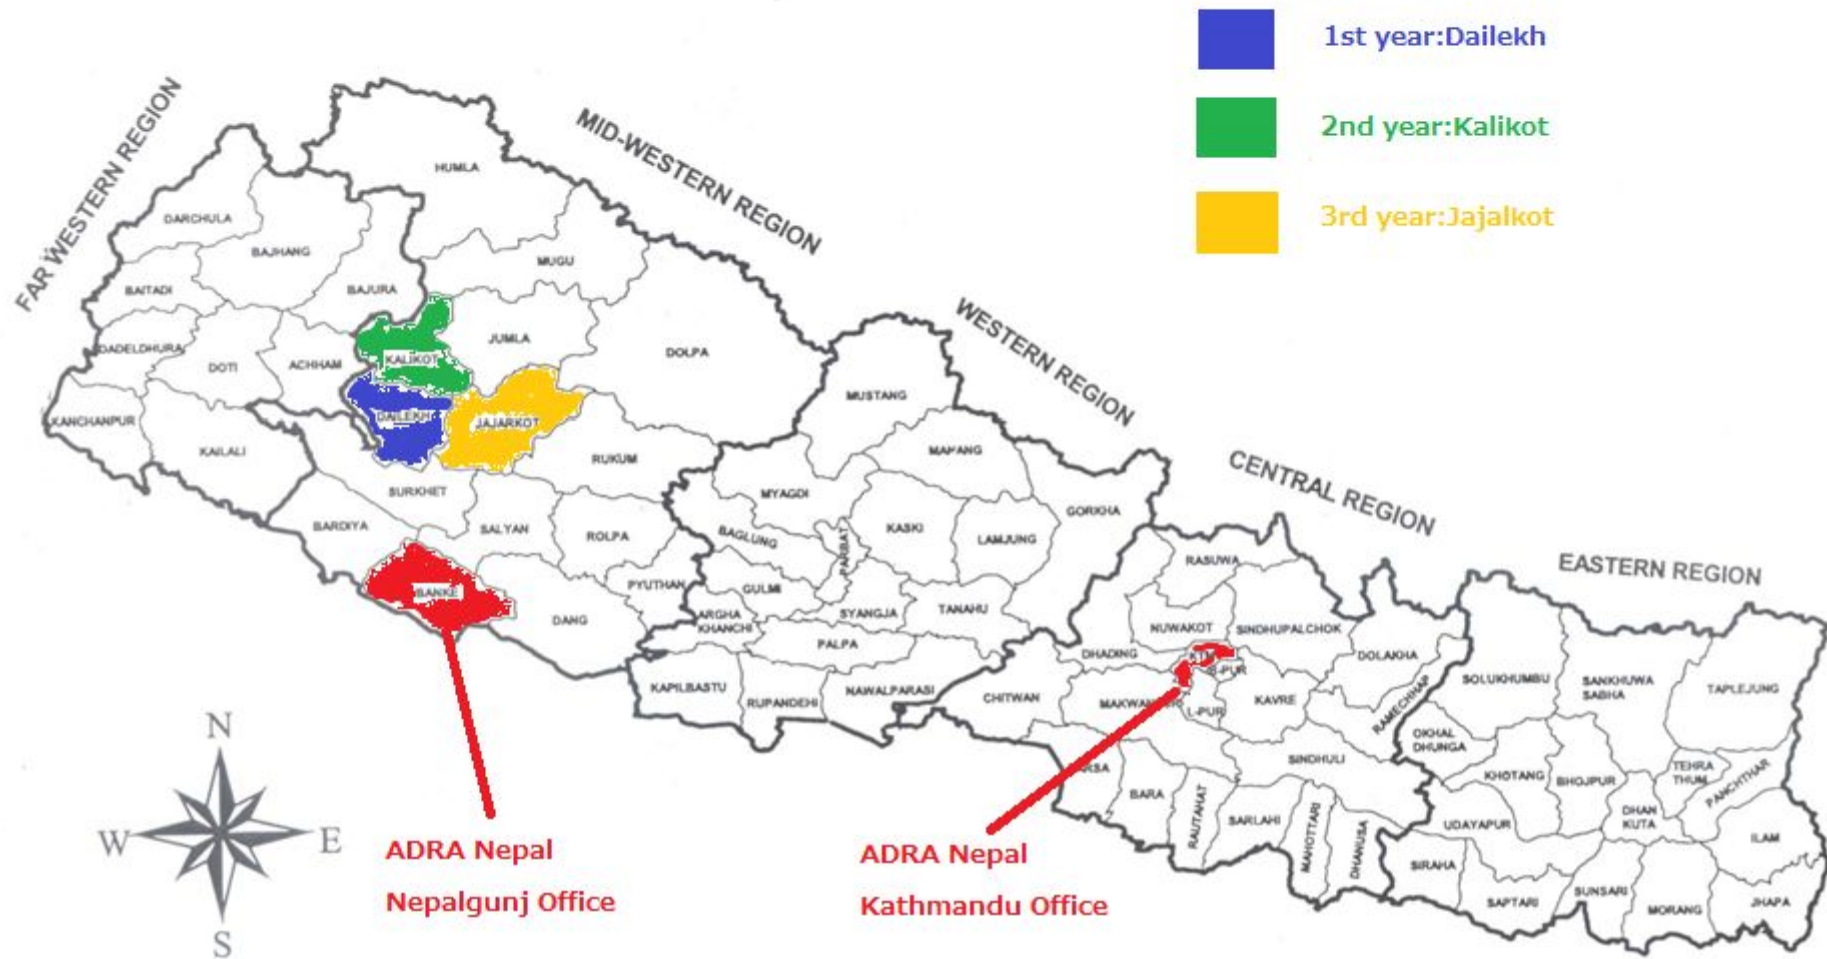 1st year:Dailekh
2nd year:Kalikot
3rd year:Jajalkot
FAR WESTERN REGION
MID-WESTERN REGION
WESTERN REGION
CENTRAL REGION
EASTERN REGION
HUMLA
DARCHULA
BAJHANG
MUGU
BAITADI
BAJURA
JUMLA
DADELDHURA
DOTI
ACHHAM
KALIKOT
DOLPA
KANCHANPUR
KAILALI
DAILEKH
JAJARKOT
RUKUM
SURKHET
BARDIYA
SALYAN
ROLPA
BANKE
DANG
PYUTHAN
MUSTANG
MYAGDI
KASKI
LAMJUNG
GORKHA
BAGLUNG
PARBAT
GULMI
SYANGJA
TANAHU
ARGHA
KHANCHI
PALPA
KAPILBASTU
RUPANDEHI
NAWALPARASI
RASUWA
NUWAKOT
SINDHUPALCHOK
DHADING
KTM
B-PUR
DOLAKHA
CHITWAN
L-PUR
KAVRE
RAMECHHAP
SINDHULI
BARA
RAUTAHAT
SARLAHI
MAHOTTARI
DHANUSA
SOLUKHUMBU
SANKHUWA
SABHA
TAPLEJUNG
OKHAL
DHUNGA
KHOTANG
BHOJPUR
TEHRA
THUM
PANCHTHAR
DHAN
KUTA
UDAYAPUR
ILAM
SIRAHA
SAPTARI
SUNSARI
MORANG
JHAPA
N
W
E
S
ADRA Nepal
Nepalgunj Office
ADRA Nepal
Kathmandu Office